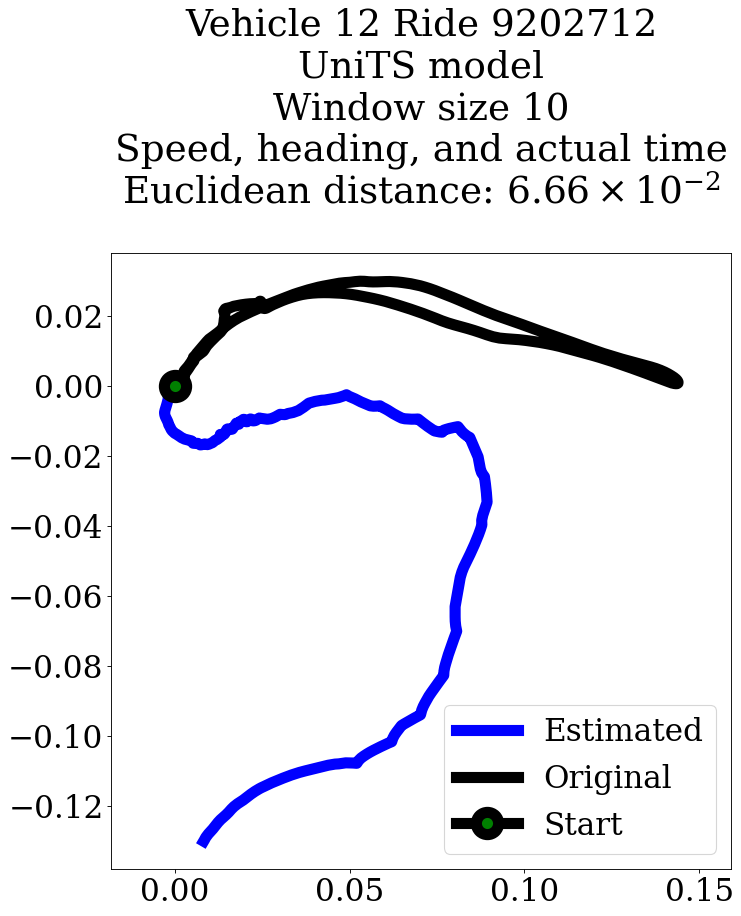 Vehicle 12 Ride 9202712
UniTS model
Window size 10
Speed, heading, and actual time
Euclidean distance: 6.66 × 10⁻²
0.02
0.00
−0.02
−0.04
−0.06
−0.08
−0.10
−0.12
Estimated
Original
Start
0.00 0.05 0.10 0.15